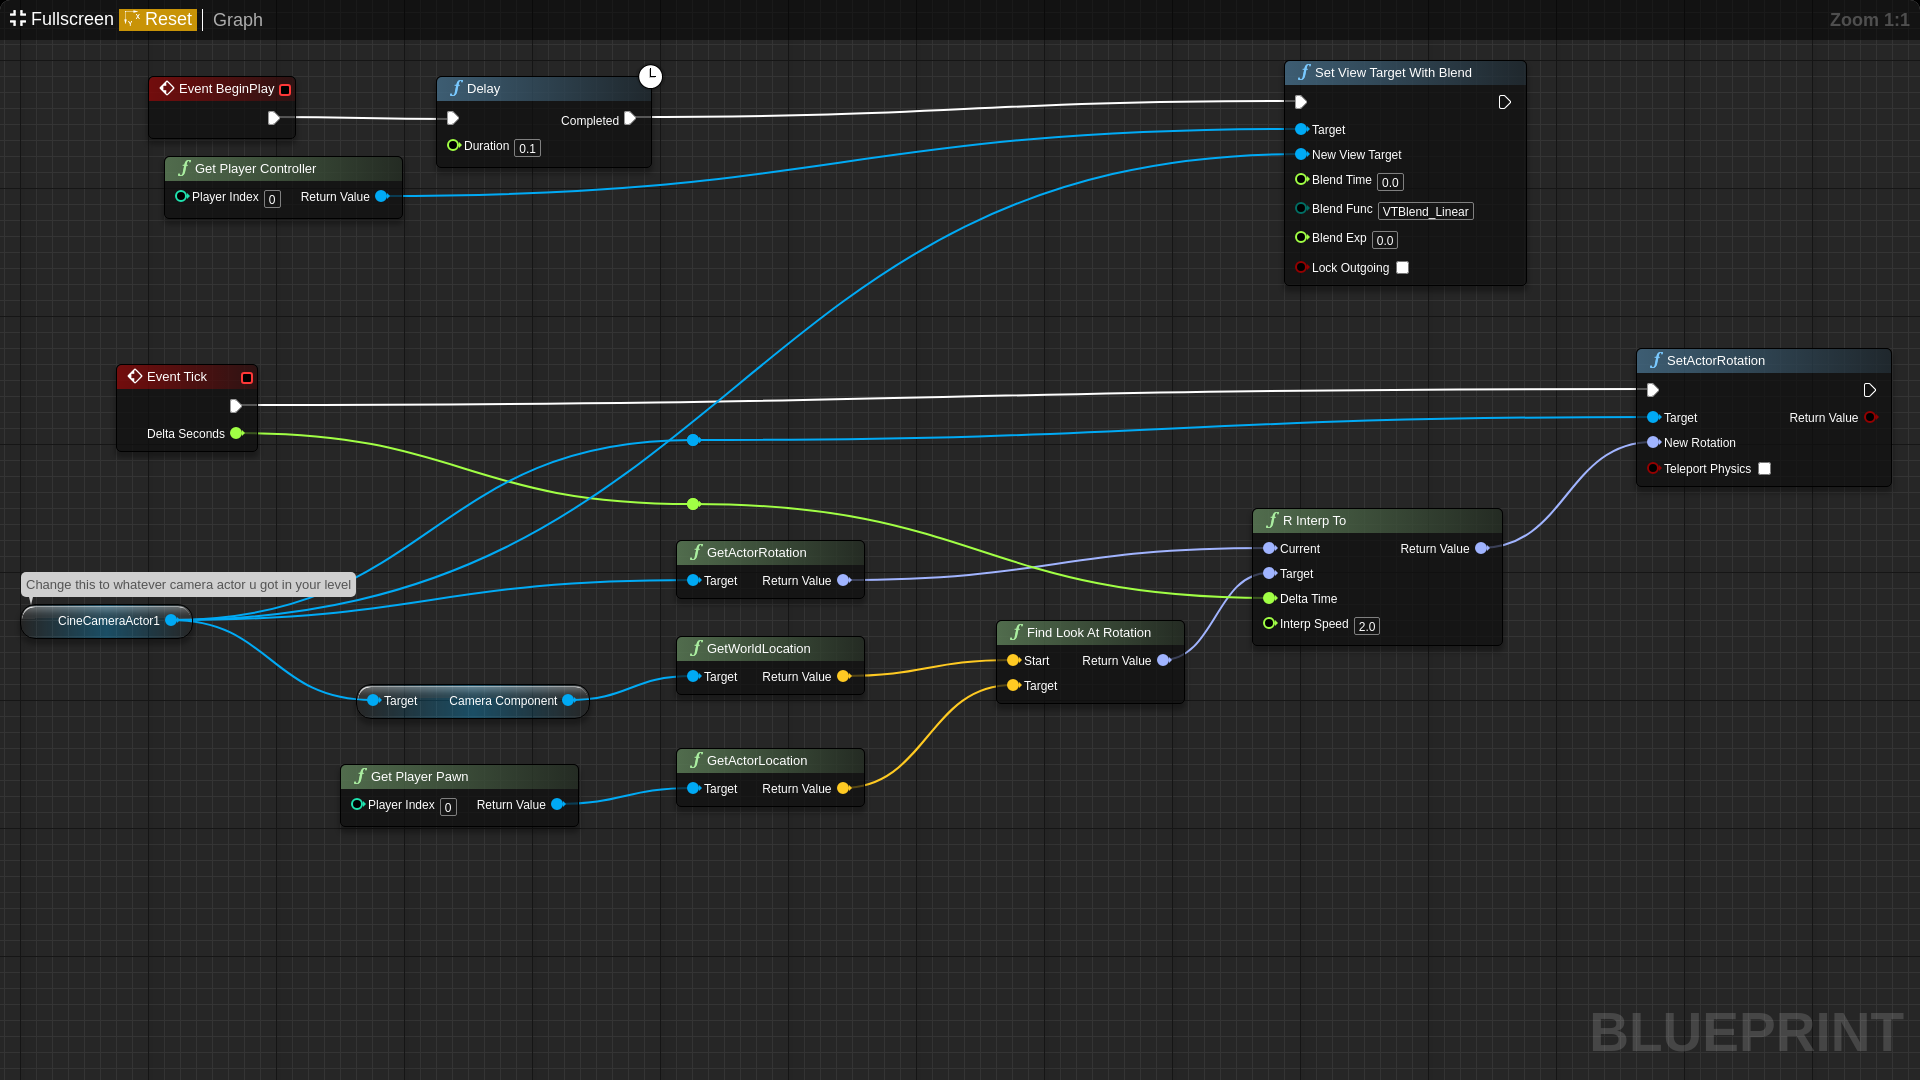 Fullscreen Reset Graph Zoom 1:1
Event BeginPlay
Delay
Completed
Duration 0.1
Get Player Controller
Player Index 0 Return Value
Set View Target With Blend
Target
New View Target
Blend Time 0.0
Blend Func VTBlend_Linear
Blend Exp 0.0
Lock Outgoing
Event Tick
Delta Seconds
SetActorRotation
Target Return Value
New Rotation
Teleport Physics
Change this to whatever camera actor u got in your level
CineCameraActor1
GetActorRotation
Target Return Value
R Interp To
Current Return Value
Target
Delta Time
Interp Speed 2.0
GetWorldLocation
Target Return Value
Find Look At Rotation
Start Return Value
Target
Target Camera Component
GetActorLocation
Target Return Value
Get Player Pawn
Player Index 0 Return Value
BLUEPRINT